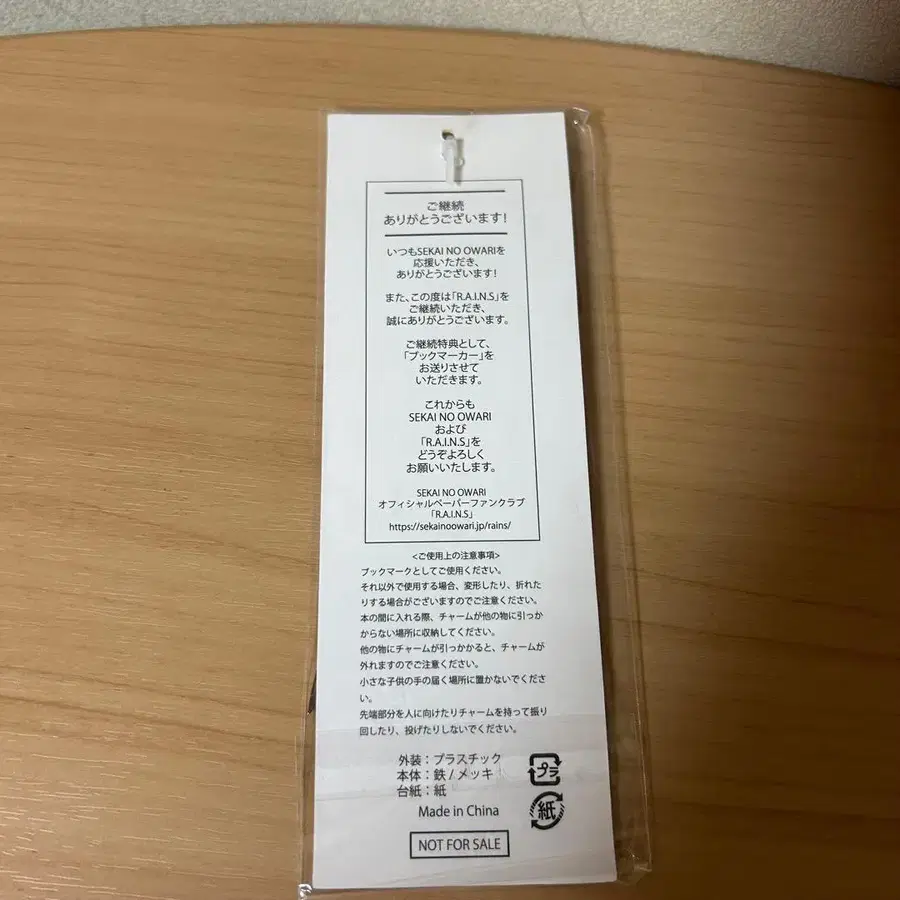 ご継続
ありがとうございます！
いつもSEKAI NO OWARIを
応援いただき、
ありがとうございます！
また、この度は「R.A.I.N.S」を
ご継続いただき、
誠にありがとうございます。
ご継続特典として、
「ブックマーカー」を
お送りさせて
いただきます。
これからも
SEKAI NO OWARI
および
「R.A.I.N.S」を
どうぞよろしく
お願いいたします。
SEKAI NO OWARI
オフィシャルペーパーファンクラブ
「R.A.I.N.S」
https://sekainoowari.jp/rains/
<ご使用上の注意事項>
ブックマークとしてご使用ください。
それ以外で使用する場合、変形したり、折れた
りする場合がございますのでご注意ください。
本の間に入れる際、チャームが他の物に引っか
からない場所に収納してください。
他の物にチャームが引っかかると、チャームが
外れますのでご注意ください。
小さな子供の手の届く場所に置かないでくださ
い。
先端部分を人に向けたりチャームを持って振り
回したり、投げたりしないでください。
外装：プラスチック
本体：鉄 / メッキ
台紙：紙
プラ
紙
Made in China
NOT FOR SALE